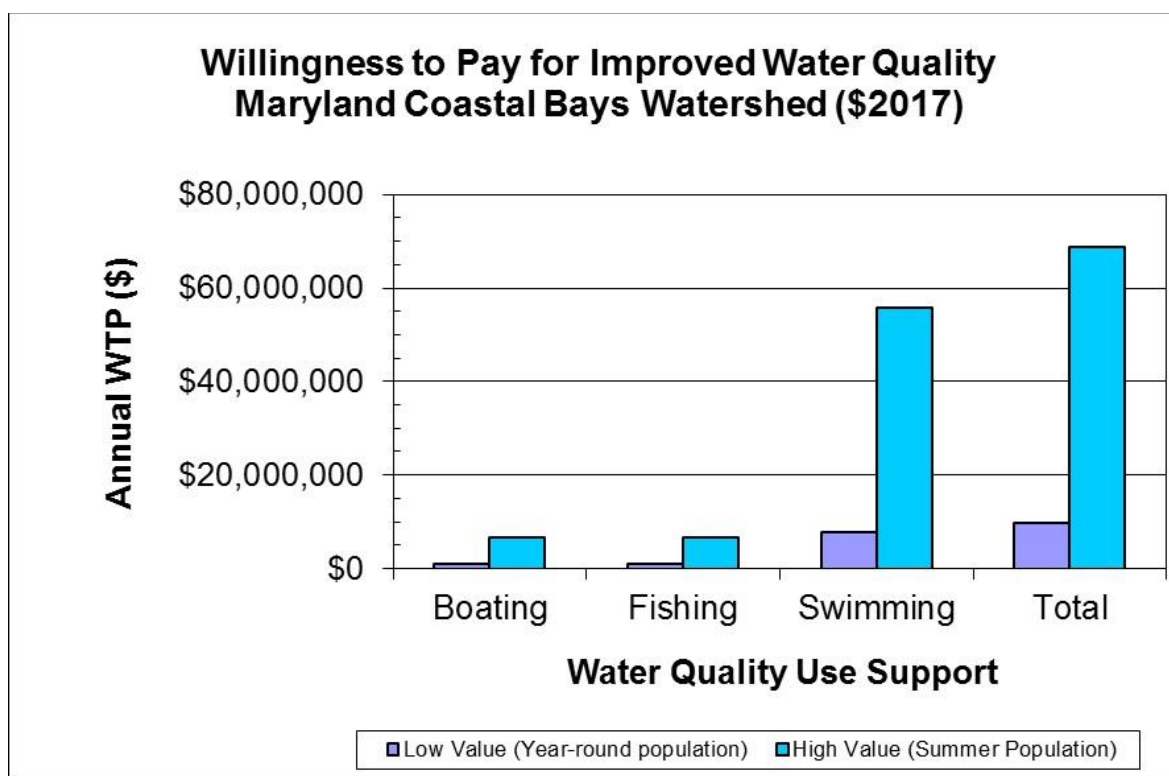 Willingness to Pay for Improved Water Quality
Maryland Coastal Bays Watershed ($2017)
Annual WTP ($)
$80,000,000
$60,000,000
$40,000,000
$20,000,000
$0
Boating Fishing Swimming Total
Water Quality Use Support
Low Value (Year-round population) High Value (Summer Population)